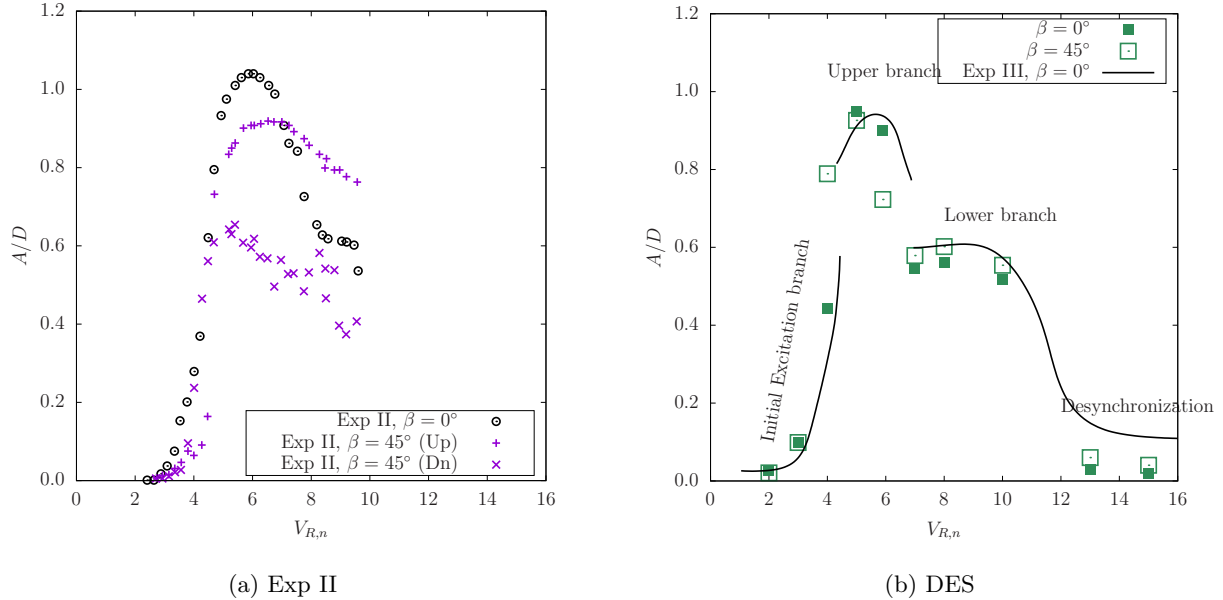 1.2
1.0
0.8
0.6
0.4
0.2
0.0
A/D
0 2 4 6 8 10 12 14 16
V_{R,n}
Exp II, β = 0°
Exp II, β = 45° (Up)
Exp II, β = 45° (Dn)
(a) Exp II
1.2
1.0
0.8
0.6
0.4
0.2
0.0
A/D
0 2 4 6 8 10 12 14 16
V_{R,n}
β = 0°
β = 45°
Exp III, β = 0°
Upper branch
Lower branch
Initial Excitation branch
Desynchronization
(b) DES